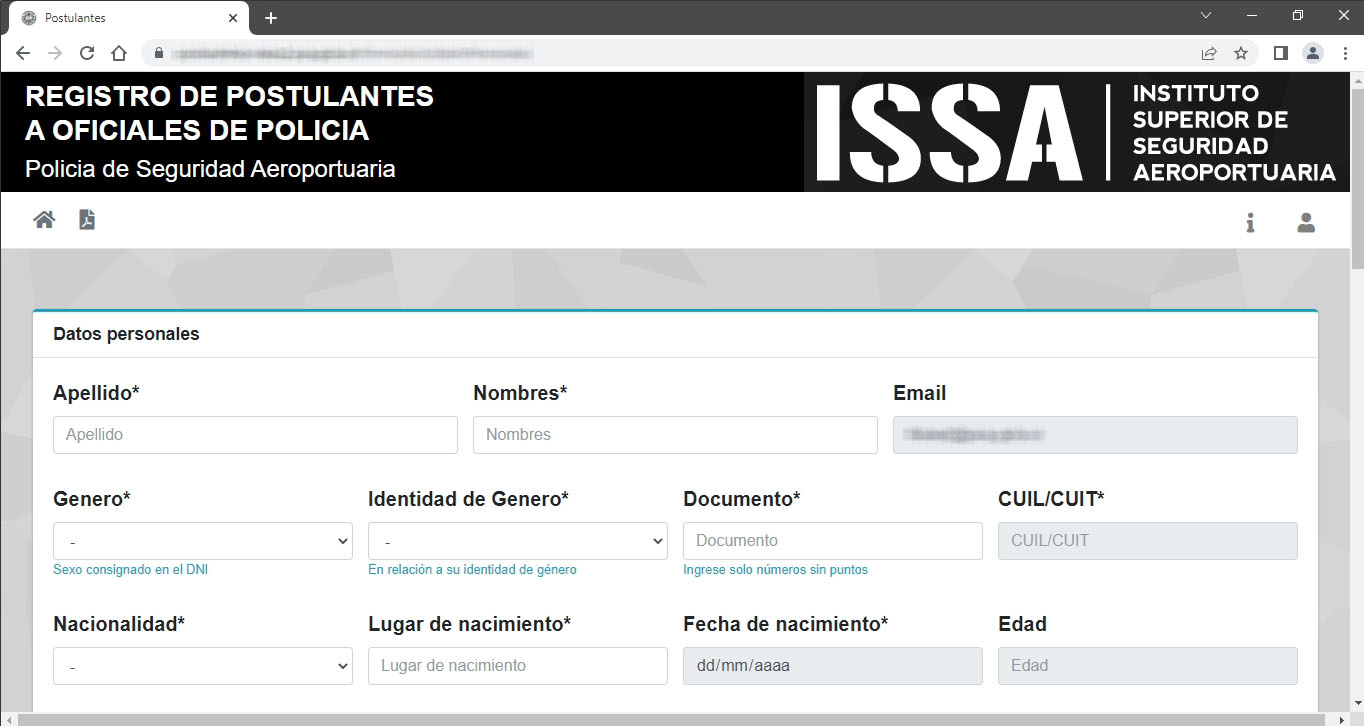 Postulantes
REGISTRO DE POSTULANTES
A OFICIALES DE POLICIA
Policia de Seguridad Aeroportuaria
ISSA
INSTITUTO
SUPERIOR DE
SEGURIDAD
AEROPORTUARIA
Datos personales
Apellido* Nombres* Email
Apellido Nombres
Genero* Identidad de Genero* Documento* CUIL/CUIT*
- - Documento CUIL/CUIT
Sexo consignado en el DNI En relación a su identidad de género Ingrese solo números sin puntos
Nacionalidad* Lugar de nacimiento* Fecha de nacimiento* Edad
- Lugar de nacimiento dd/mm/aaaa Edad